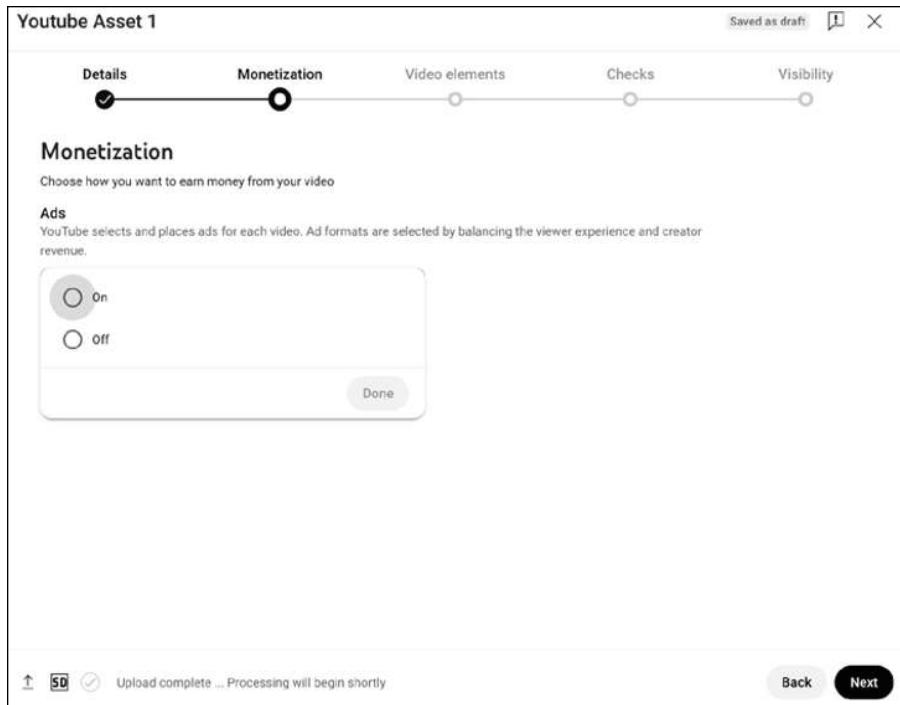 Youtube Asset 1
Saved as draft
Details
Monetization
Video elements
Checks
Visibility
Monetization
Choose how you want to earn money from your video
Ads
YouTube selects and places ads for each video. Ad formats are selected by balancing the viewer experience and creator
revenue.
On
Off
Done
SD
Upload complete ... Processing will begin shortly
Back
Next